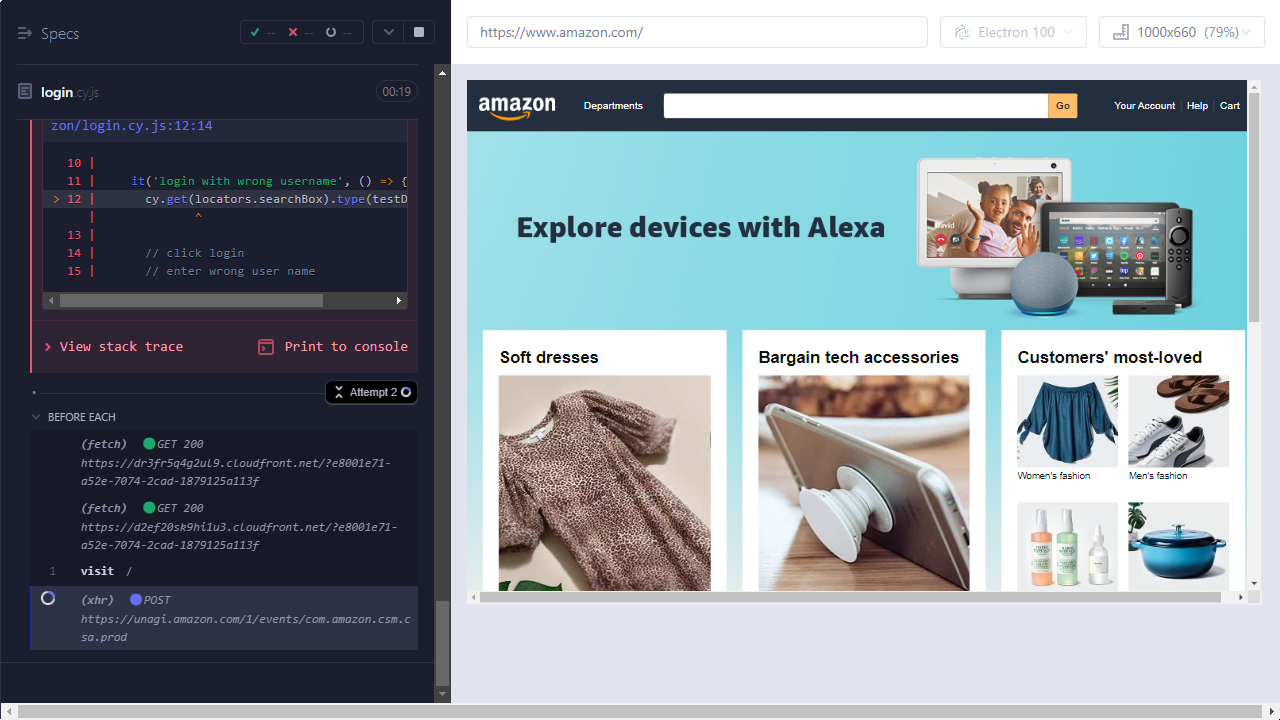 Specs
-- -- --
login.cy.js
00:19
zon/login.cy.js:12:14
10 |
11 | it('login with wrong username', () => {
> 12 | cy.get(locators.searchBox).type(testD
| ^
13 |
14 | // click login
15 | // enter wrong user name
View stack trace
Print to console
Attempt 2
BEFORE EACH
(fetch) GET 200
https://dr3fr5q4g2ul9.cloudfront.net/?e8001e71-
a52e-7074-2cad-1879125a113f
(fetch) GET 200
https://d2ef20sk9hi1u3.cloudfront.net/?e8001e71-
a52e-7074-2cad-1879125a113f
1 visit /
(xhr) POST
https://unagi.amazon.com/1/events/com.amazon.csm.c
sa.prod
https://www.amazon.com/
Electron 100
1000x660 (79%)
amazon
Departments
Go
Your Account | Help | Cart
Explore devices with Alexa
David
Soft dresses
Bargain tech accessories
Customers' most-loved
Women's fashion
Men's fashion